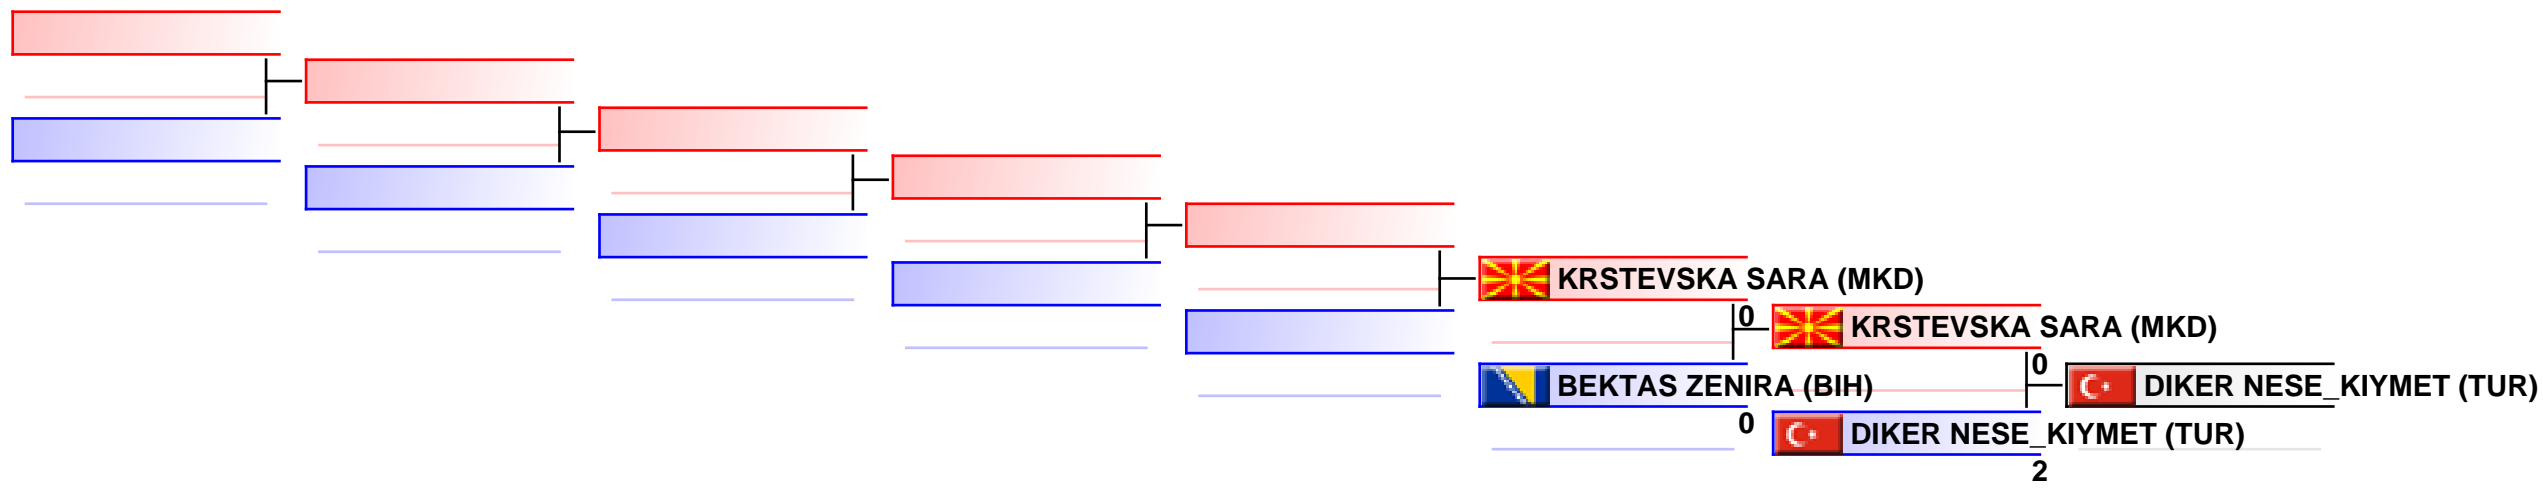 KRSTEVSKA SARA (MKD)
0
BEKTAS ZENIRA (BIH)
0
KRSTEVSKA SARA (MKD)
0
DIKER NESE_KIYMET (TUR)
2
DIKER NESE_KIYMET (TUR)